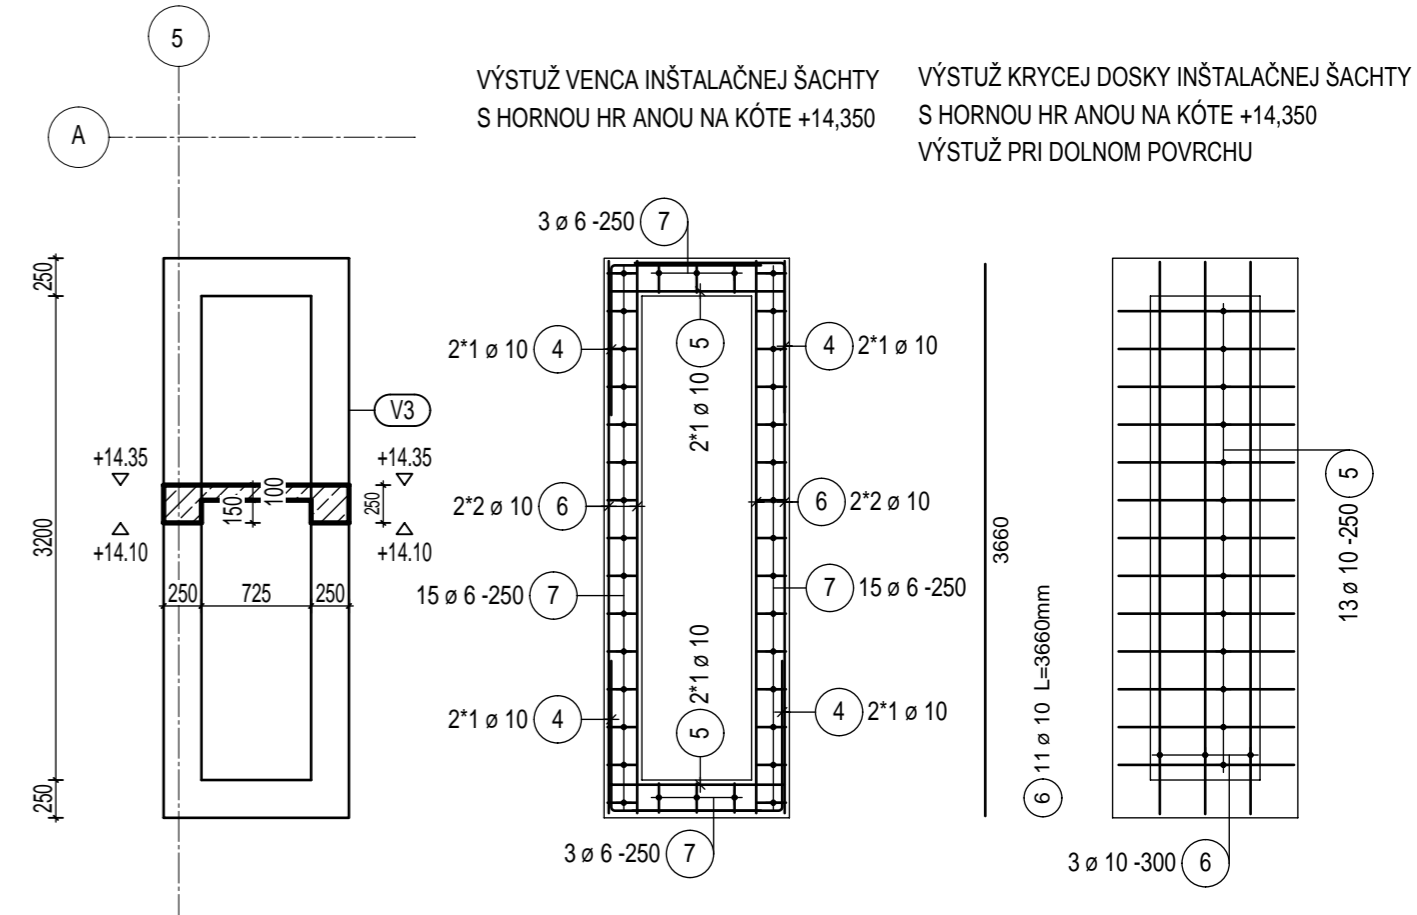 5
A
VÝSTUŽ VENCA INŠTALAČNEJ ŠACHTY
S HORNOU HR ANOU NA KÓTE +14,350
VÝSTUŽ KRYCEJ DOSKY INŠTALAČNEJ ŠACHTY
S HORNOU HR ANOU NA KÓTE +14,350
VÝSTUŽ PRI DOLNOM POVRCHU
250
3200
250
V3
+14.35
+14.10
+14.35
+14.10
150
100
250
250
725
250
3 ø 6 -250 7
2*1 ø 10 4
4 2*1 ø 10
5
2*1 ø 10
2*2 ø 10 6
6 2*2 ø 10
15 ø 6 -250 7
7 15 ø 6 -250
2*1 ø 10
5
2*1 ø 10 4
4 2*1 ø 10
3 ø 6 -250 7
3660
6 11 ø 10 L=3660mm
5
13 ø 10 -250
3 ø 10 -300 6